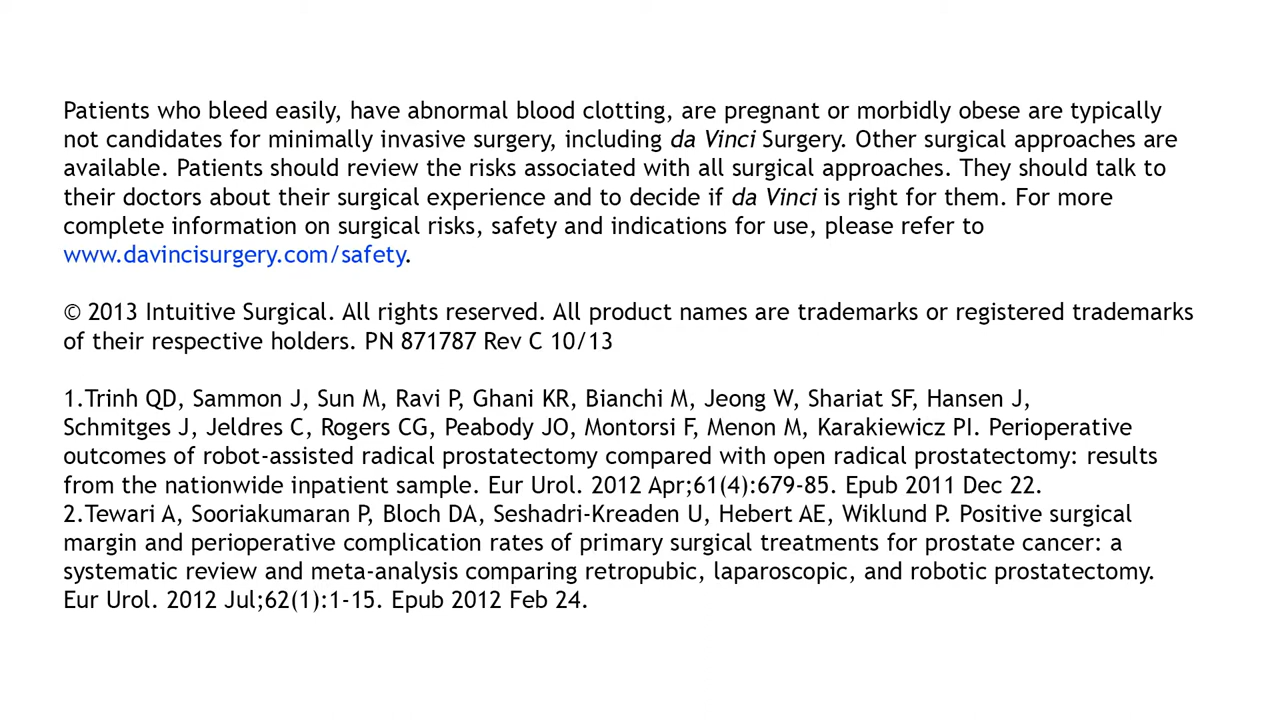 Patients who bleed easily, have abnormal blood clotting, are pregnant or morbidly obese are typically
not candidates for minimally invasive surgery, including da Vinci Surgery. Other surgical approaches are
available. Patients should review the risks associated with all surgical approaches. They should talk to
their doctors about their surgical experience and to decide if da Vinci is right for them. For more
complete information on surgical risks, safety and indications for use, please refer to
www.davincisurgery.com/safety.
© 2013 Intuitive Surgical. All rights reserved. All product names are trademarks or registered trademarks
of their respective holders. PN 871787 Rev C 10/13
1.Trinh QD, Sammon J, Sun M, Ravi P, Ghani KR, Bianchi M, Jeong W, Shariat SF, Hansen J,
Schmitges J, Jeldres C, Rogers CG, Peabody JO, Montorsi F, Menon M, Karakiewicz PI. Perioperative
outcomes of robot-assisted radical prostatectomy compared with open radical prostatectomy: results
from the nationwide inpatient sample. Eur Urol. 2012 Apr;61(4):679-85. Epub 2011 Dec 22.
2.Tewari A, Sooriakumaran P, Bloch DA, Seshadri-Kreaden U, Hebert AE, Wiklund P. Positive surgical
margin and perioperative complication rates of primary surgical treatments for prostate cancer: a
systematic review and meta-analysis comparing retropubic, laparoscopic, and robotic prostatectomy.
Eur Urol. 2012 Jul;62(1):1-15. Epub 2012 Feb 24.